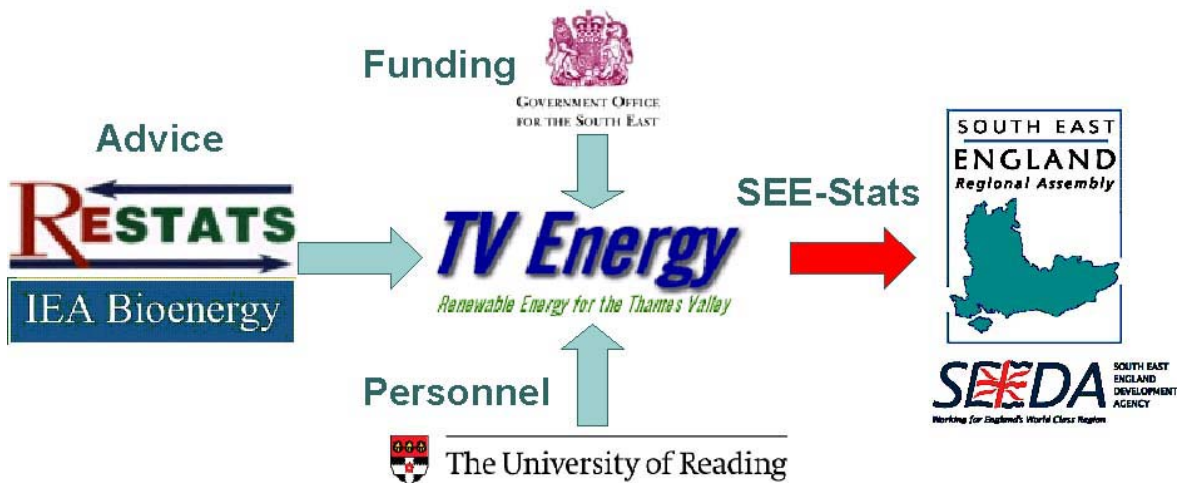 Funding
GOVERNMENT OFFICE
FOR THE SOUTH EAST
Advice
RESTATS
IEA Bioenergy
TV Energy
Renewable Energy for the Thames Valley
SEE-Stats
SOUTH EAST
ENGLAND
Regional Assembly
SEEDA
SOUTH EAST
ENGLAND
DEVELOPMENT
AGENCY
Working for England's World Class Region
Personnel
The University of Reading